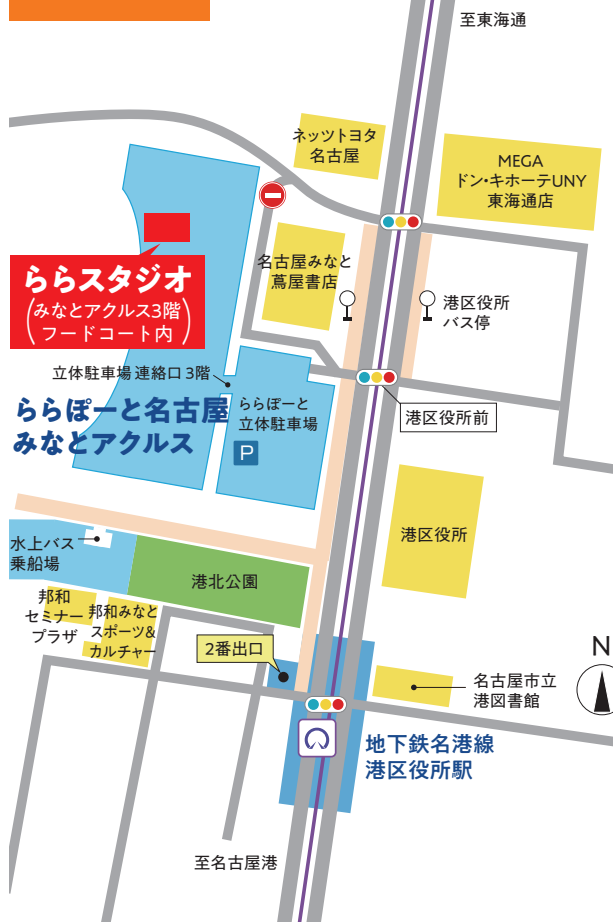 至東海通
ネッツトヨタ
名古屋
MEGA
ドン・キホーテUNY
東海通店
名古屋みなと
蔦屋書店
港区役所
バス停
ららスタジオ
(みなとアクルス3階
フードコート内)
立体駐車場 連絡口 3階
ららぽーと名古屋
みなとアクルス
ららぽーと
立体駐車場
P
港区役所前
港区役所
水上バス
乗船場
港北公園
邦和
セミナー
プラザ
邦和みなと
スポーツ&
カルチャー
2番出口
N
名古屋市立
港図書館
地下鉄名港線
港区役所駅
至名古屋港